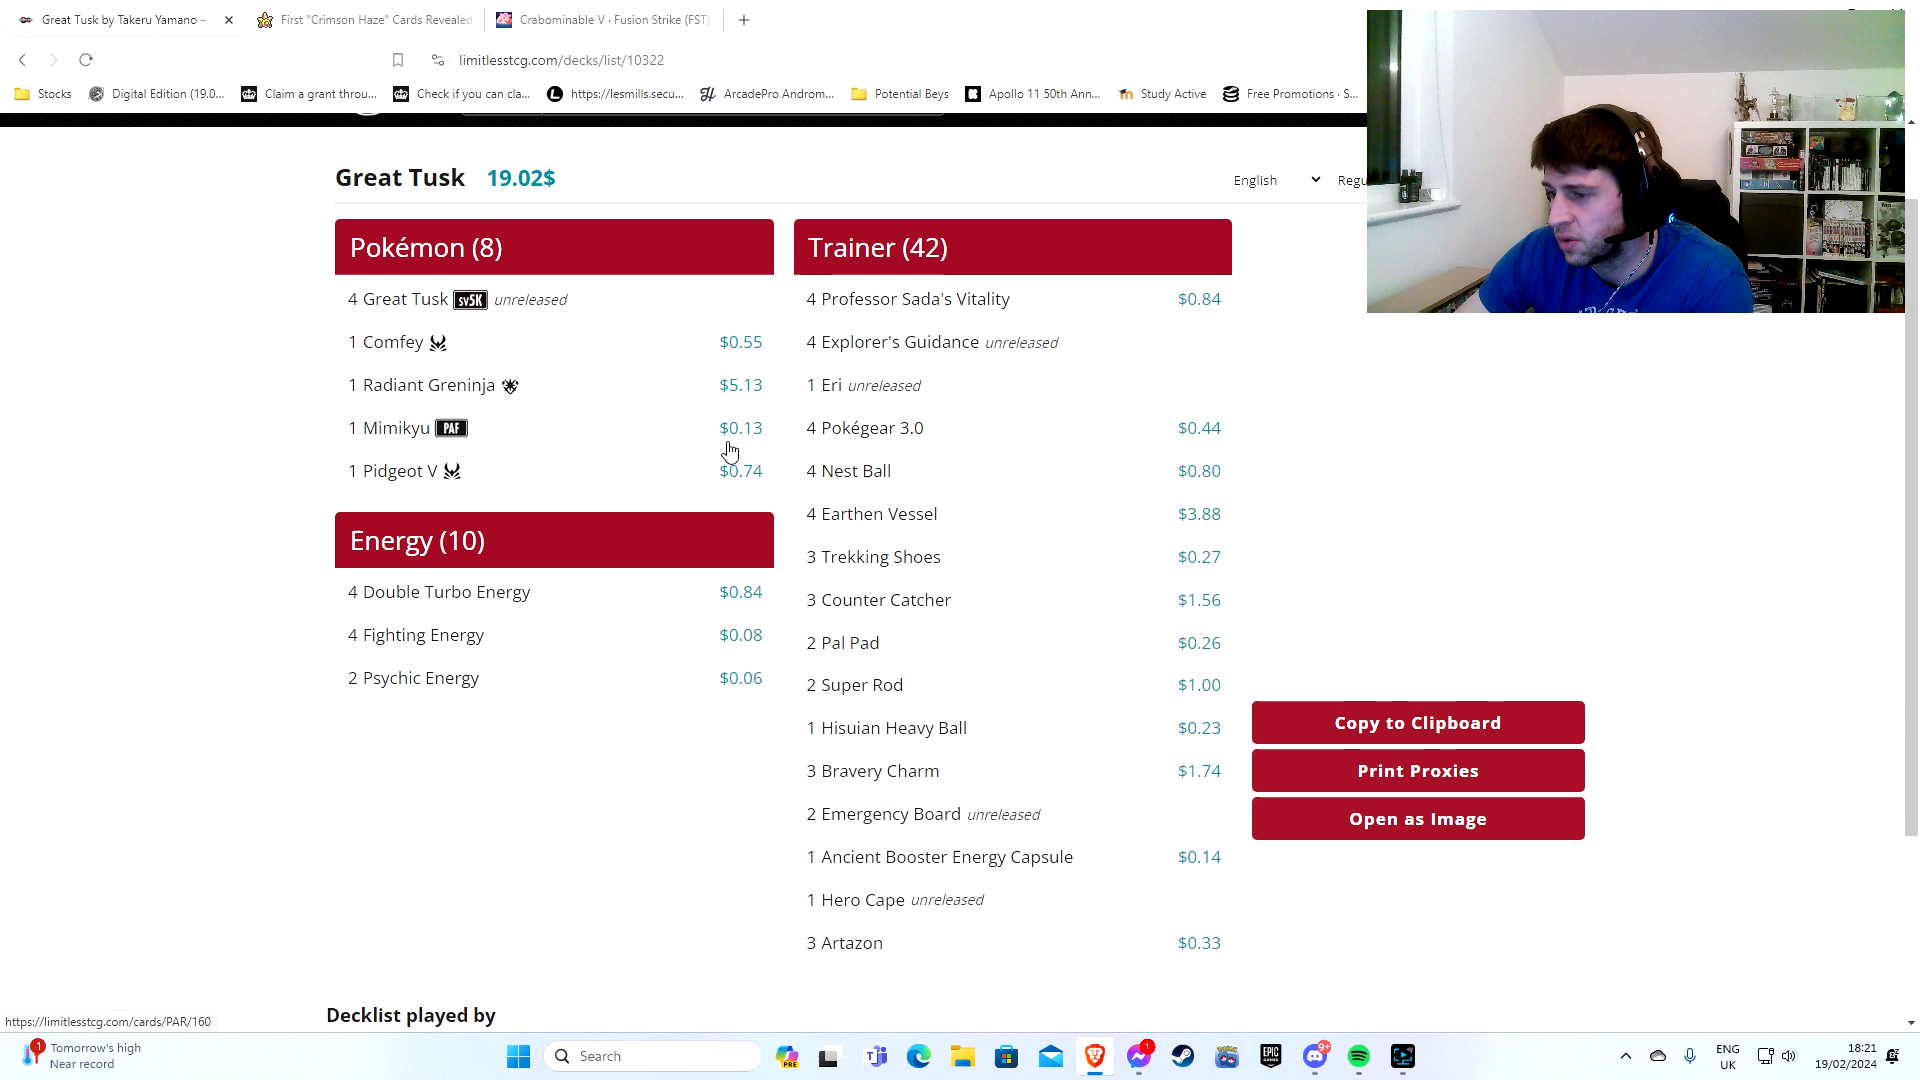 Great Tusk by Takeru Yamano –
First "Crimson Haze" Cards Revealed
Crabominable V · Fusion Strike (FST)
limitlesstcg.com/decks/list/10322
Stocks
Digital Edition (19.0...
Claim a grant throu...
Check if you can cla...
https://lesmills.secu...
ArcadePro Androm...
Potential Beys
Apollo 11 50th Ann...
Study Active
Free Promotions · S...
Great Tusk 19.02$
English
Regu
Pokémon (8)
4 Great Tusk sv5K unreleased
1 Comfey $0.55
1 Radiant Greninja $5.13
1 Mimikyu PAF $0.13
1 Pidgeot V $0.74
Energy (10)
4 Double Turbo Energy $0.84
4 Fighting Energy $0.08
2 Psychic Energy $0.06
Trainer (42)
4 Professor Sada's Vitality $0.84
4 Explorer's Guidance unreleased
1 Eri unreleased
4 Pokégear 3.0 $0.44
4 Nest Ball $0.80
4 Earthen Vessel $3.88
3 Trekking Shoes $0.27
3 Counter Catcher $1.56
2 Pal Pad $0.26
2 Super Rod $1.00
1 Hisuian Heavy Ball $0.23
3 Bravery Charm $1.74
2 Emergency Board unreleased
1 Ancient Booster Energy Capsule $0.14
1 Hero Cape unreleased
3 Artazon $0.33
Copy to Clipboard
Print Proxies
Open as Image
Decklist played by
https://limitlesstcg.com/cards/PAR/160
1
Tomorrow's high
Near record
Search
PRE
1
EPIC
9+
ENG
UK
18:21
19/02/2024